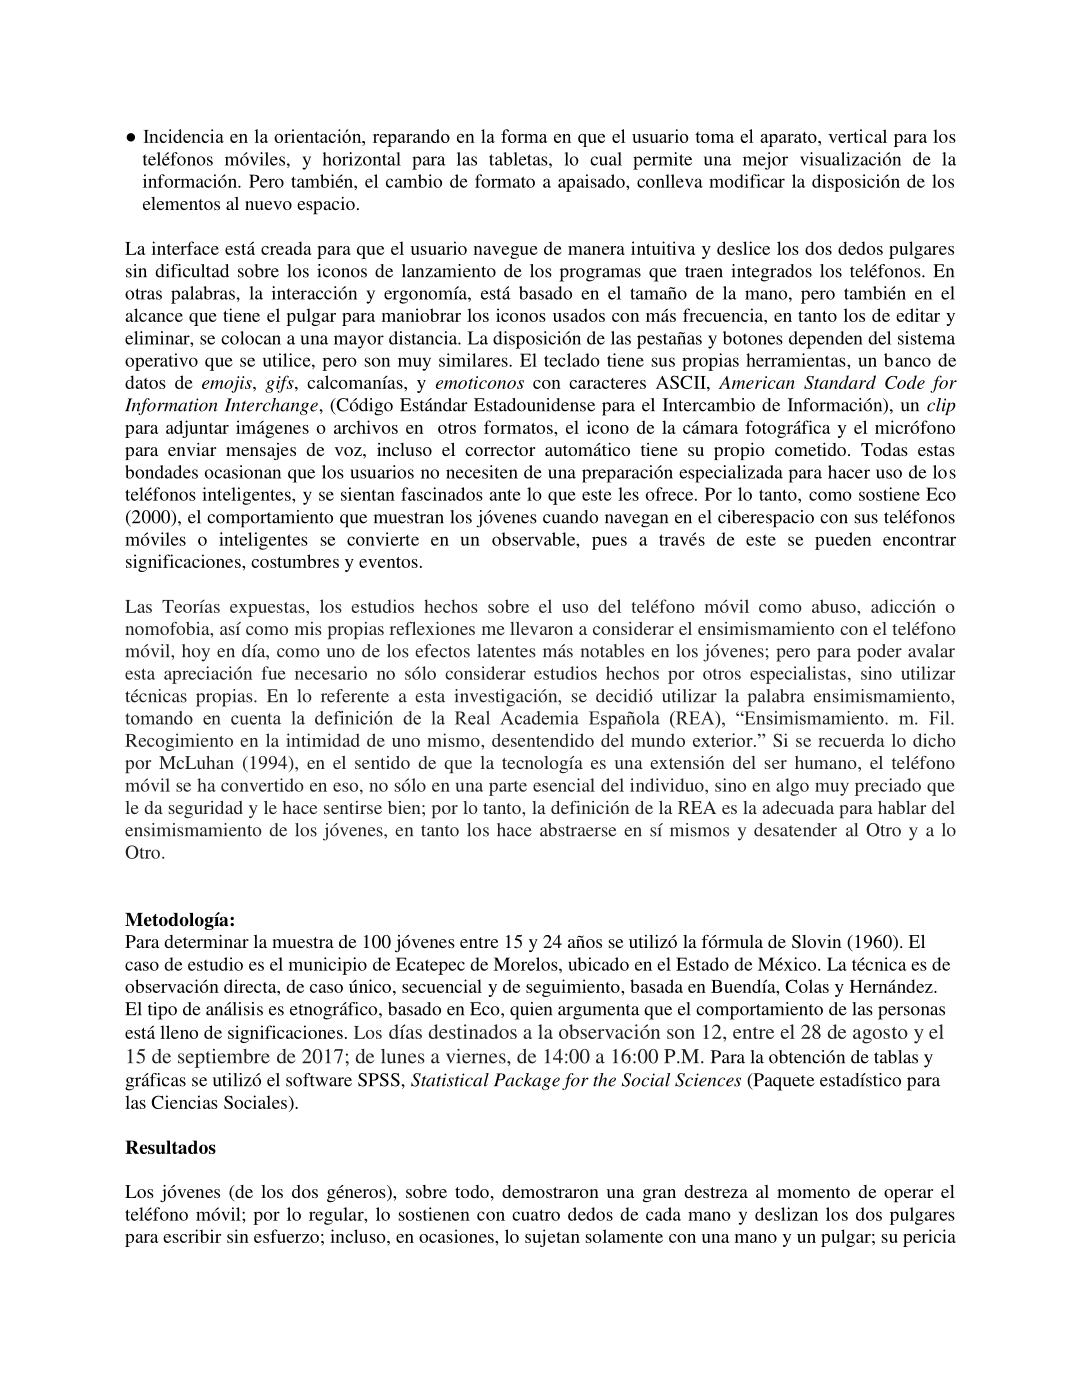 ● Incidencia en la orientación, reparando en la forma en que el usuario toma el aparato, vertical para los
teléfonos móviles, y horizontal para las tabletas, lo cual permite una mejor visualización de la
información. Pero también, el cambio de formato a apaisado, conlleva modificar la disposición de los
elementos al nuevo espacio.
La interface está creada para que el usuario navegue de manera intuitiva y deslice los dos dedos pulgares
sin dificultad sobre los iconos de lanzamiento de los programas que traen integrados los teléfonos. En
otras palabras, la interacción y ergonomía, está basado en el tamaño de la mano, pero también en el
alcance que tiene el pulgar para maniobrar los iconos usados con más frecuencia, en tanto los de editar y
eliminar, se colocan a una mayor distancia. La disposición de las pestañas y botones dependen del sistema
operativo que se utilice, pero son muy similares. El teclado tiene sus propias herramientas, un banco de
datos de emojis, gifs, calcomanías, y emoticonos con caracteres ASCII, American Standard Code for
Information Interchange, (Código Estándar Estadounidense para el Intercambio de Información), un clip
para adjuntar imágenes o archivos en otros formatos, el icono de la cámara fotográfica y el micrófono
para enviar mensajes de voz, incluso el corrector automático tiene su propio cometido. Todas estas
bondades ocasionan que los usuarios no necesiten de una preparación especializada para hacer uso de los
teléfonos inteligentes, y se sientan fascinados ante lo que este les ofrece. Por lo tanto, como sostiene Eco
(2000), el comportamiento que muestran los jóvenes cuando navegan en el ciberespacio con sus teléfonos
móviles o inteligentes se convierte en un observable, pues a través de este se pueden encontrar
significaciones, costumbres y eventos.
Las Teorías expuestas, los estudios hechos sobre el uso del teléfono móvil como abuso, adicción o
nomofobia, así como mis propias reflexiones me llevaron a considerar el ensimismamiento con el teléfono
móvil, hoy en día, como uno de los efectos latentes más notables en los jóvenes; pero para poder avalar
esta apreciación fue necesario no sólo considerar estudios hechos por otros especialistas, sino utilizar
técnicas propias. En lo referente a esta investigación, se decidió utilizar la palabra ensimismamiento,
tomando en cuenta la definición de la Real Academia Española (REA), “Ensimismamiento. m. Fil.
Recogimiento en la intimidad de uno mismo, desentendido del mundo exterior.” Si se recuerda lo dicho
por McLuhan (1994), en el sentido de que la tecnología es una extensión del ser humano, el teléfono
móvil se ha convertido en eso, no sólo en una parte esencial del individuo, sino en algo muy preciado que
le da seguridad y le hace sentirse bien; por lo tanto, la definición de la REA es la adecuada para hablar del
ensimismamiento de los jóvenes, en tanto los hace abstraerse en sí mismos y desatender al Otro y a lo
Otro.
Metodología:
Para determinar la muestra de 100 jóvenes entre 15 y 24 años se utilizó la fórmula de Slovin (1960). El
caso de estudio es el municipio de Ecatepec de Morelos, ubicado en el Estado de México. La técnica es de
observación directa, de caso único, secuencial y de seguimiento, basada en Buendía, Colas y Hernández.
El tipo de análisis es etnográfico, basado en Eco, quien argumenta que el comportamiento de las personas
está lleno de significaciones. Los días destinados a la observación son 12, entre el 28 de agosto y el
15 de septiembre de 2017; de lunes a viernes, de 14:00 a 16:00 P.M. Para la obtención de tablas y
gráficas se utilizó el software SPSS, Statistical Package for the Social Sciences (Paquete estadístico para
las Ciencias Sociales).
Resultados
Los jóvenes (de los dos géneros), sobre todo, demostraron una gran destreza al momento de operar el
teléfono móvil; por lo regular, lo sostienen con cuatro dedos de cada mano y deslizan los dos pulgares
para escribir sin esfuerzo; incluso, en ocasiones, lo sujetan solamente con una mano y un pulgar; su pericia